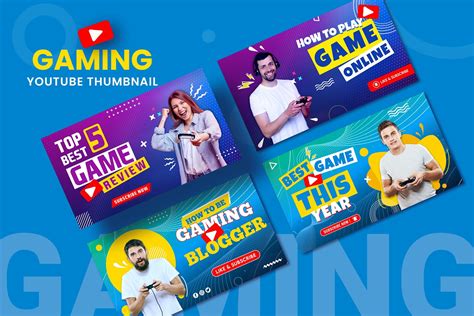 GAMING
YOUTUBE THUMBNAIL
TOP 5
BEST
GAME
REVIEW
SUBSCRIBE NOW
HOW TO PLAY
GAME
ONLINE
LIKE & SUBSCRIBE
HOW TO BE
GAMING
BLOGGER
LIKE & SUBSCRIBE
BEST GAME
THIS
YEAR
SUBSCRIBE NOW
GAMING